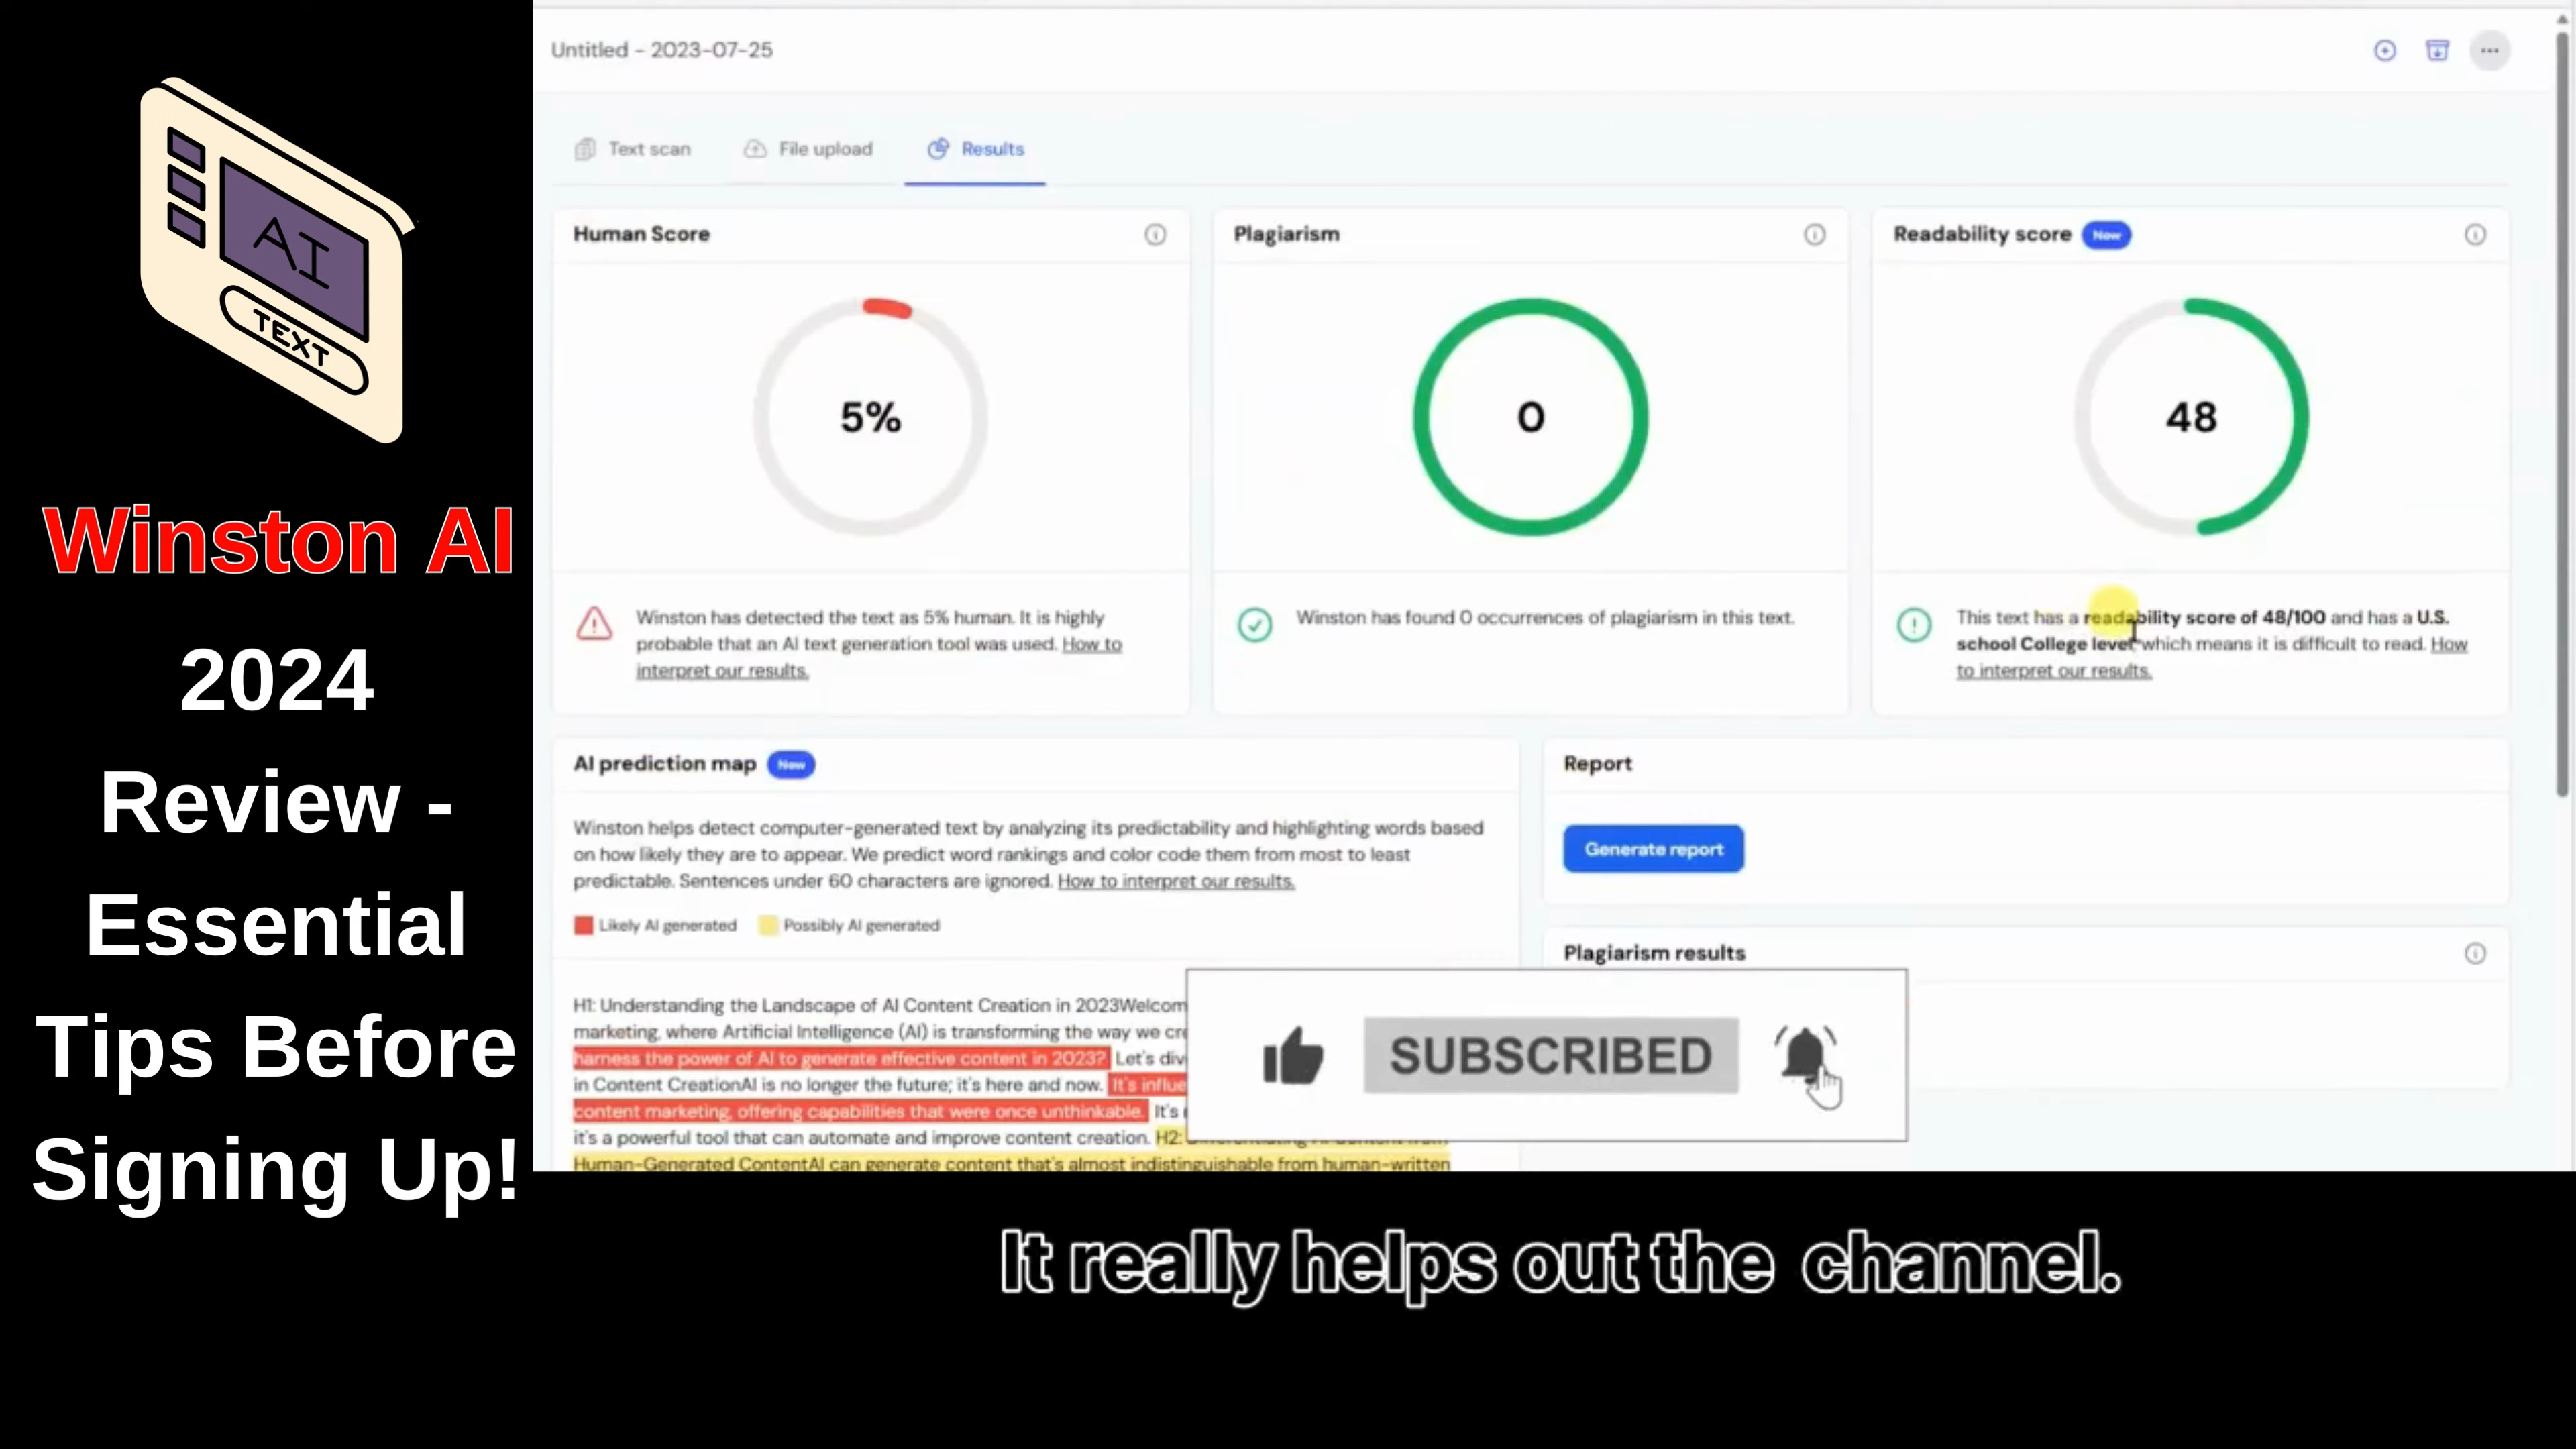 AI
TEXT
Winston AI
2024
Review -
Essential
Tips Before
Signing Up!
Untitled - 2023-07-25
Text scan
File upload
Results
Human Score
5%
Winston has detected the text as 5% human. It is highly
probable that an AI text generation tool was used. How to
interpret our results.
Plagiarism
0
Winston has found 0 occurrences of plagiarism in this text.
Readability score New
48
This text has a readability score of 48/100 and has a U.S.
school College level, which means it is difficult to read. How
to interpret our results.
AI prediction map New
Winston helps detect computer-generated text by analyzing its predictability and highlighting words based
on how likely they are to appear. We predict word rankings and color code them from most to least
predictable. Sentences under 60 characters are ignored. How to interpret our results.
Likely AI generated
Possibly AI generated
H1: Understanding the Landscape of AI Content Creation in 2023Welcom
marketing, where Artificial Intelligence (AI) is transforming the way we cre
harness the power of AI to generate effective content in 2023? Let's div
in Content CreationAI is no longer the future; it's here and now. It's influe
content marketing, offering capabilities that were once unthinkable. It's
it's a powerful tool that can automate and improve content creation. H2:
Human-Generated ContentAI can generate content that's almost indistinguishable from human-written
Report
Generate report
Plagiarism results
SUBSCRIBED
It really helps out the channel.